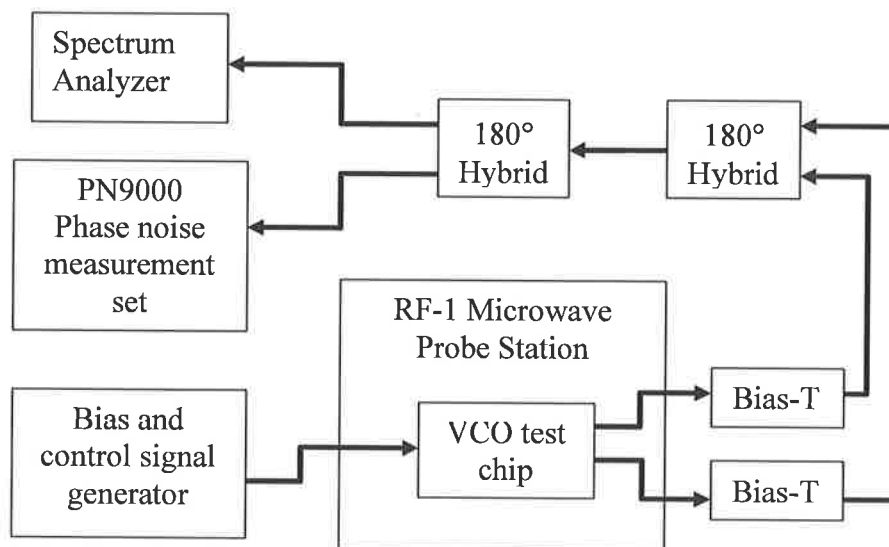 Spectrum
Analyzer
180°
Hybrid
180°
Hybrid
PN9000
Phase noise
measurement
set
RF-1 Microwave
Probe Station
Bias-T
Bias and
control signal
generator
VCO test
chip
Bias-T